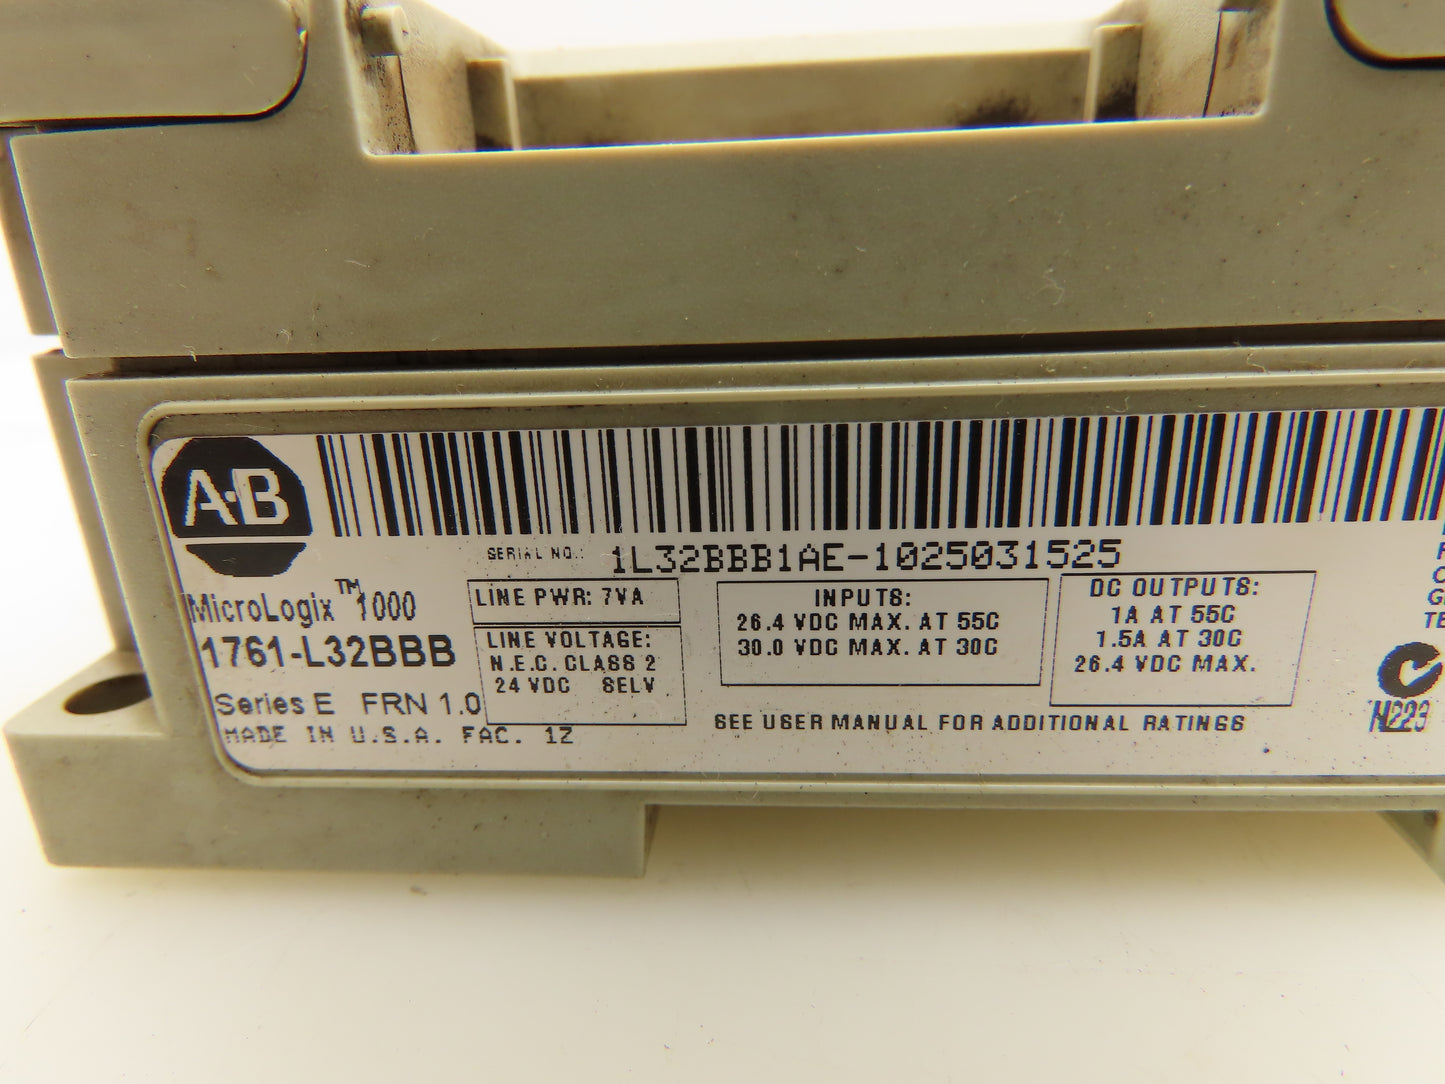 A·B
SERIAL NO.: 1L32BBB1AE-1025031525
MicroLogix™ 1000
1761-L32BBB
Series E FRN 1.0
MADE IN U.S.A. FAC. 1Z
LINE PWR: 7VA
LINE VOLTAGE:
N.E.C. CLASS 2
24 VDC SELV
INPUTS:
26.4 VDC MAX. AT 55C
30.0 VDC MAX. AT 30C
DC OUTPUTS:
1A AT 55C
1.5A AT 30C
26.4 VDC MAX.
SEE USER MANUAL FOR ADDITIONAL RATINGS
N223